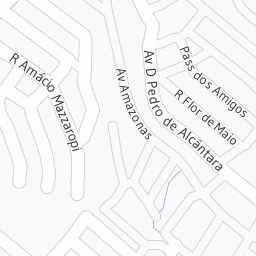 R Amácio Mazzaropi
Av Amazonas
Av D Pedro de Alcântara
Pass dos Amigos
R Flor de Maio